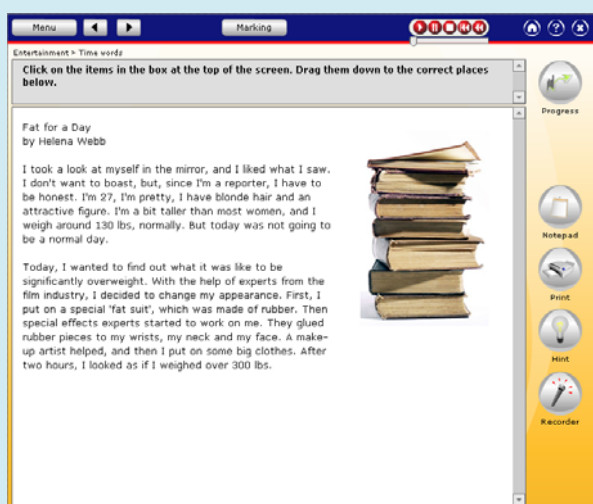 Menu
Marking
Entertainment > Time words
Click on the items in the box at the top of the screen. Drag them down to the correct places
below.
Progress
Fat for a Day
by Helena Webb
I took a look at myself in the mirror, and I liked what I saw.
I don't want to boast, but, since I'm a reporter, I have to
be honest. I'm 27, I'm pretty, I have blonde hair and an
attractive figure. I'm a bit taller than most women, and I
weigh around 130 lbs, normally. But today was not going to
be a normal day.
Today, I wanted to find out what it was like to be
significantly overweight. With the help of experts from the
film industry, I decided to change my appearance. First, I
put on a special 'fat suit', which was made of rubber. Then
special effects experts started to work on me. They glued
rubber pieces to my wrists, my neck and my face. A make-
up artist helped, and then I put on some big clothes. After
two hours, I looked as if I weighed over 300 lbs.
Notepad
Print
Hint
Recorder